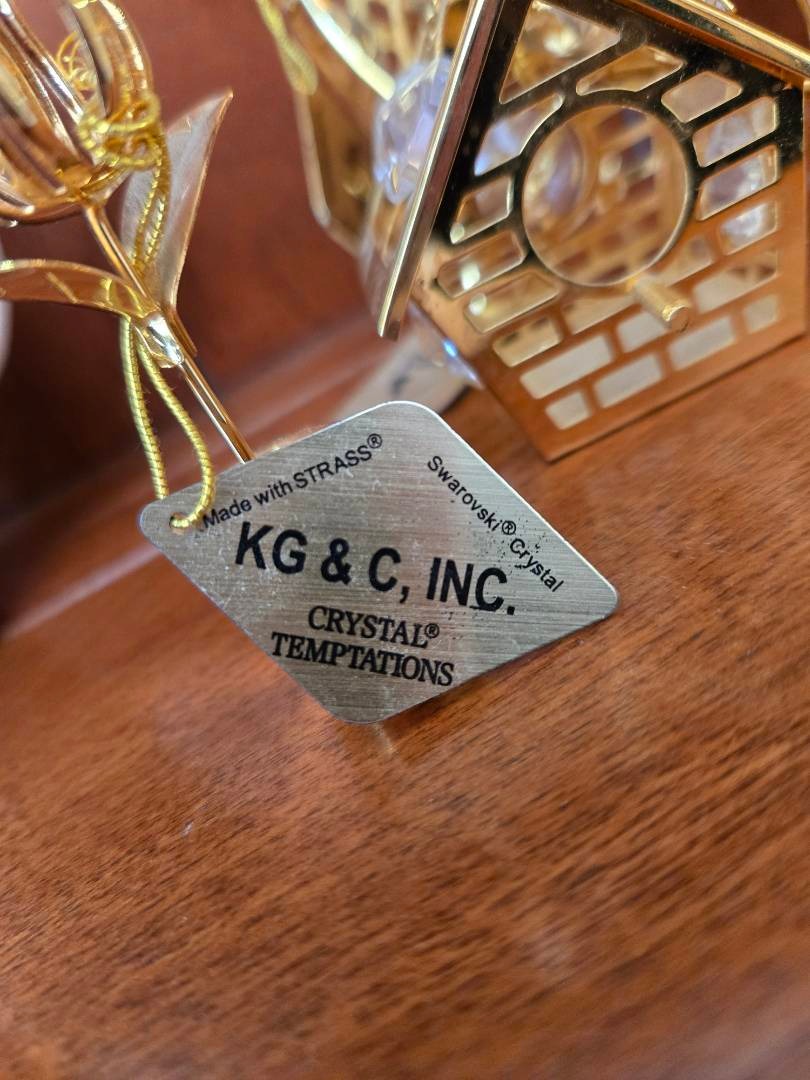 Made with STRASS®
Swarovski® Crystal
KG & C, INC.
CRYSTAL®
TEMPTATIONS